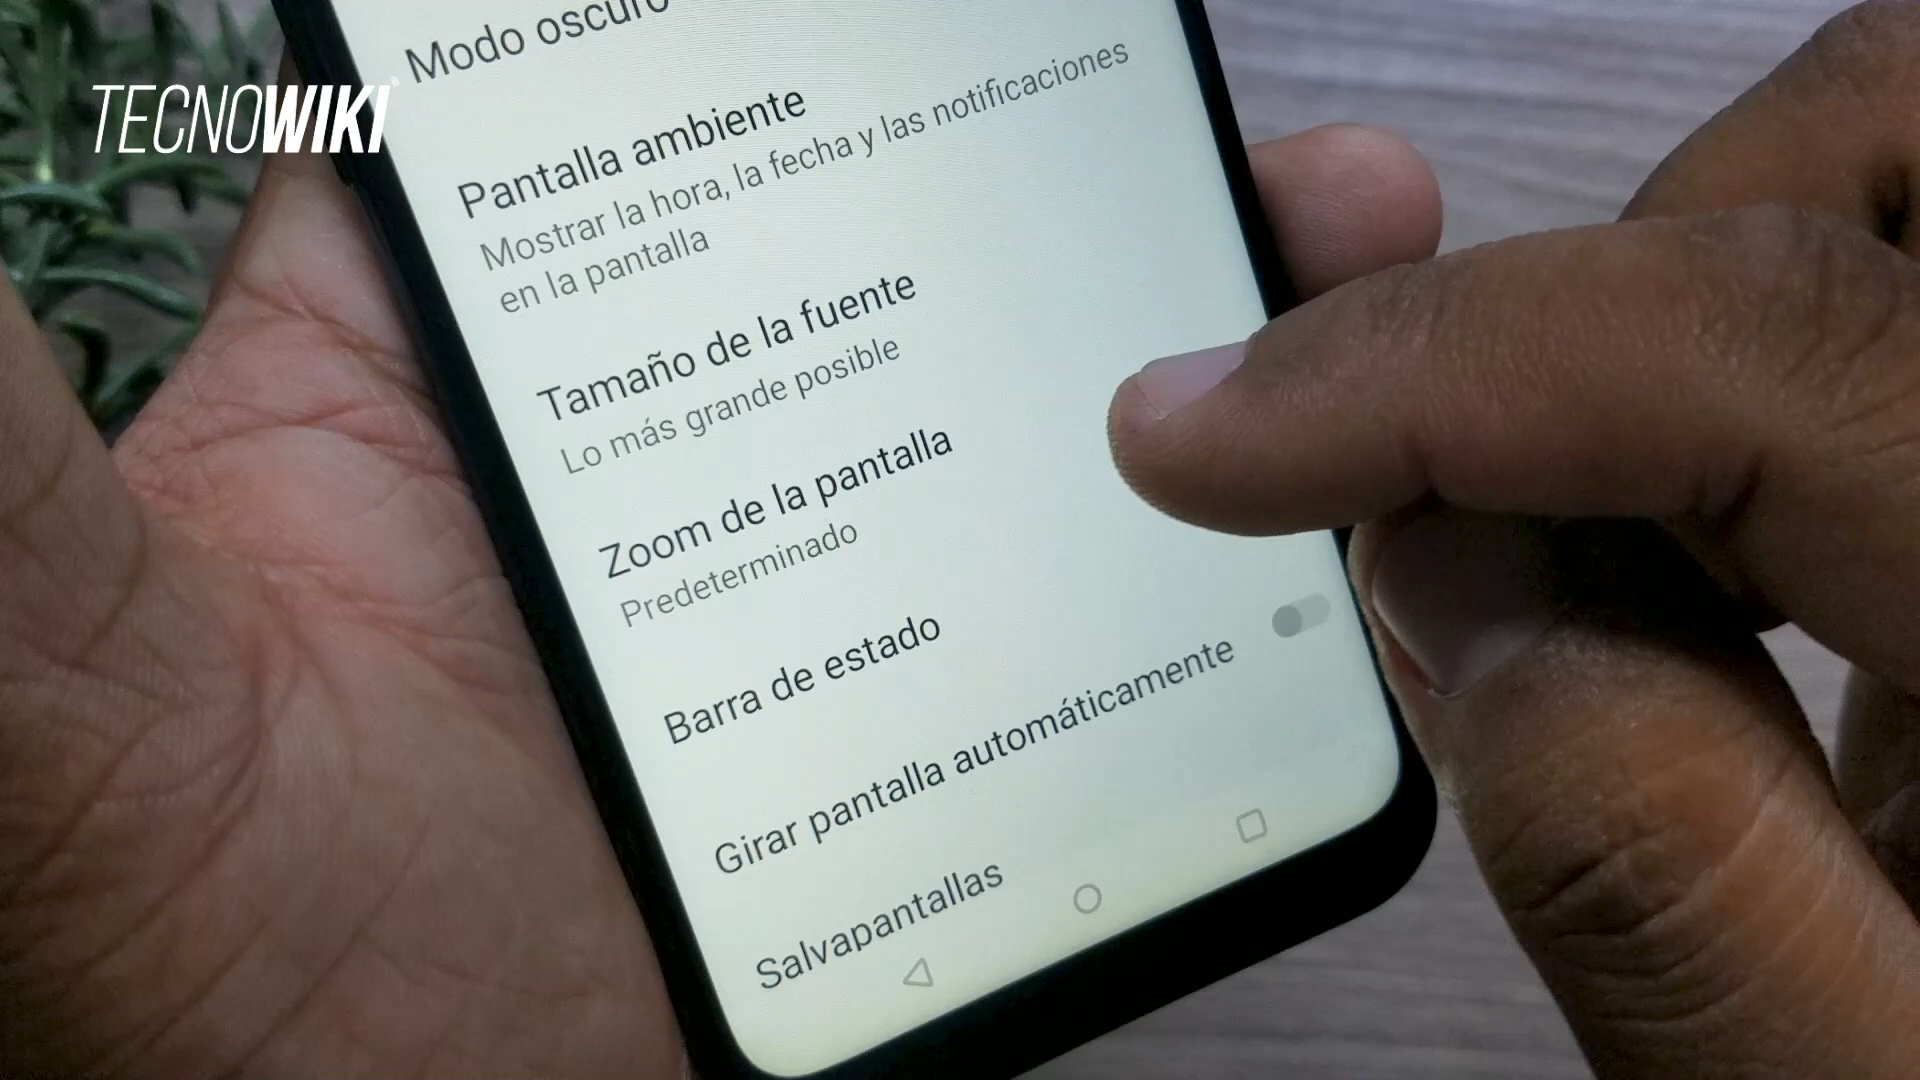 TECNOWIKI
Modo oscuro
Pantalla ambiente
Mostrar la hora, la fecha y las notificaciones
en la pantalla
Tamaño de la fuente
Lo más grande posible
Zoom de la pantalla
Predeterminado
Barra de estado
Girar pantalla automáticamente
Salvapantallas